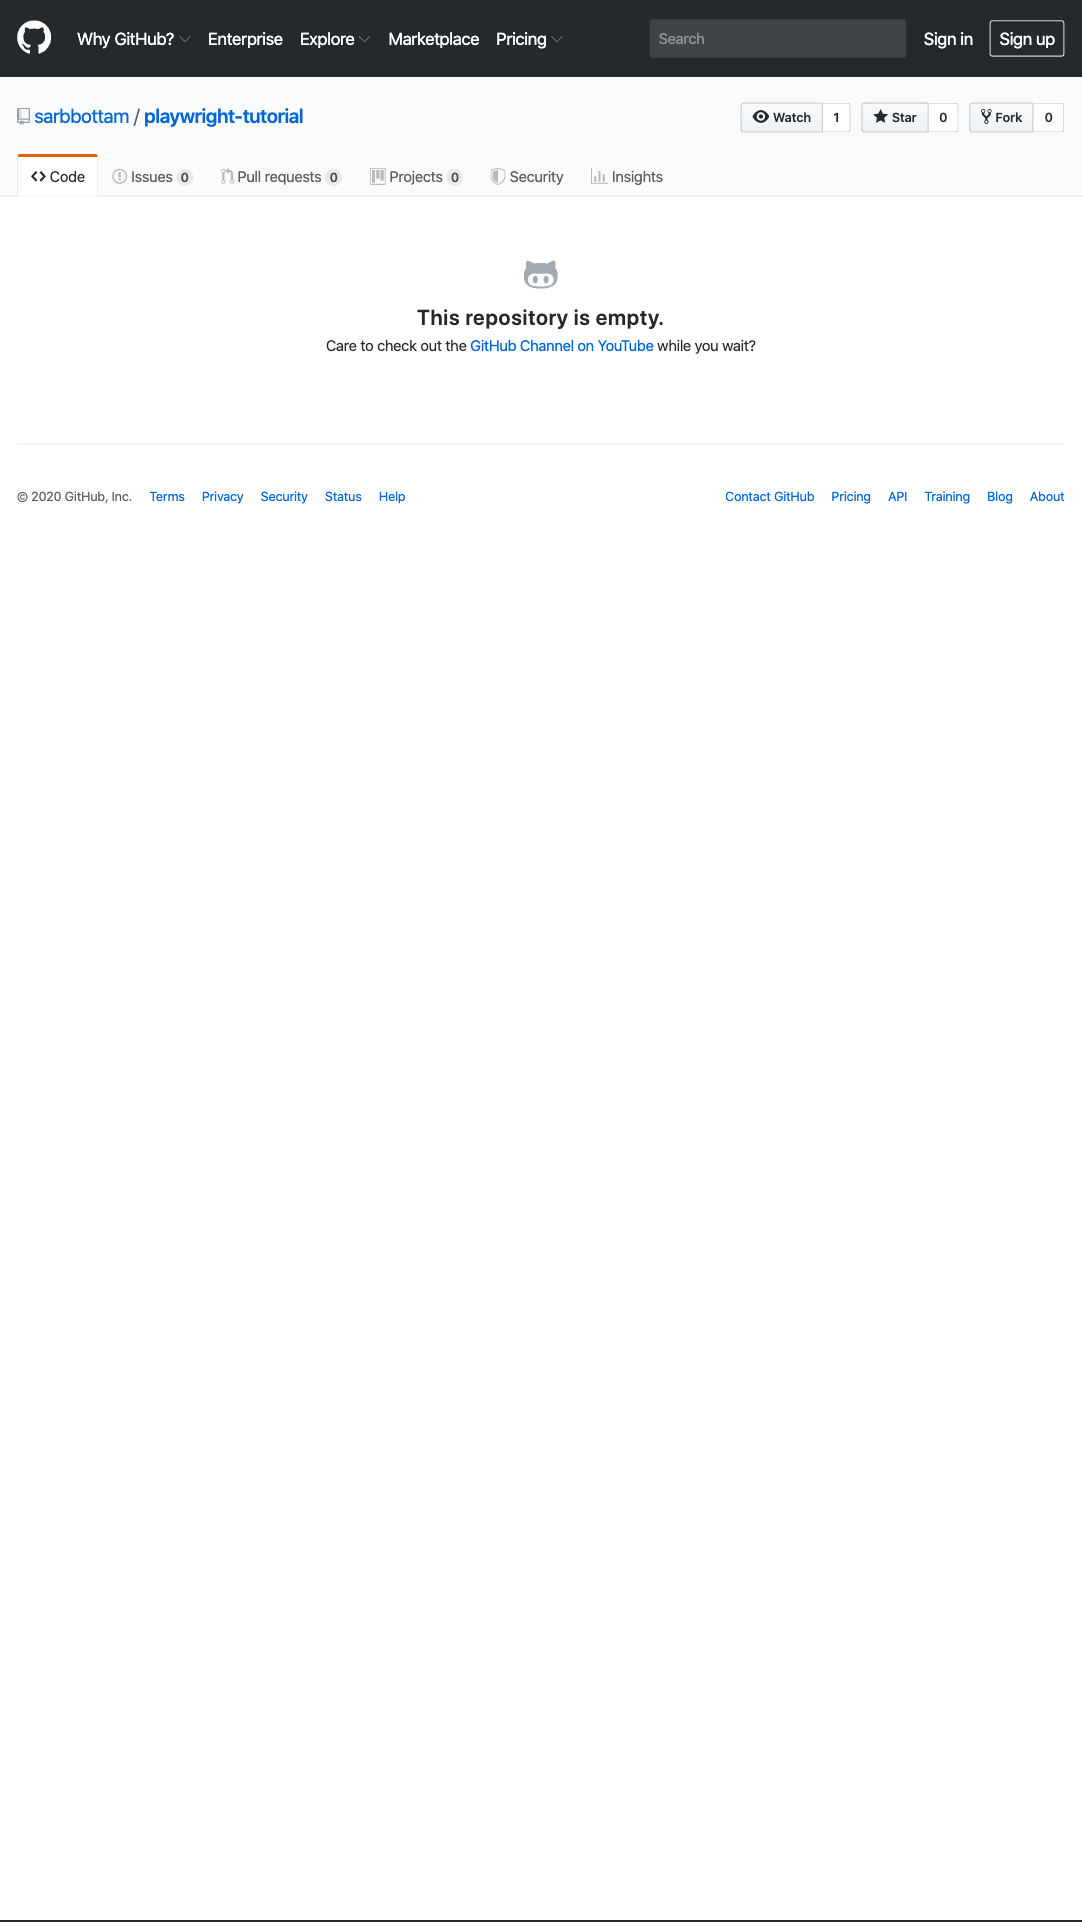 Why GitHub? Enterprise Explore Marketplace Pricing Search Sign in Sign up
sarbbottam / playwright-tutorial Watch 1 Star 0 Fork 0
Code Issues 0 Pull requests 0 Projects 0 Security Insights
This repository is empty.
Care to check out the GitHub Channel on YouTube while you wait?
© 2020 GitHub, Inc. Terms Privacy Security Status Help Contact GitHub Pricing API Training Blog About